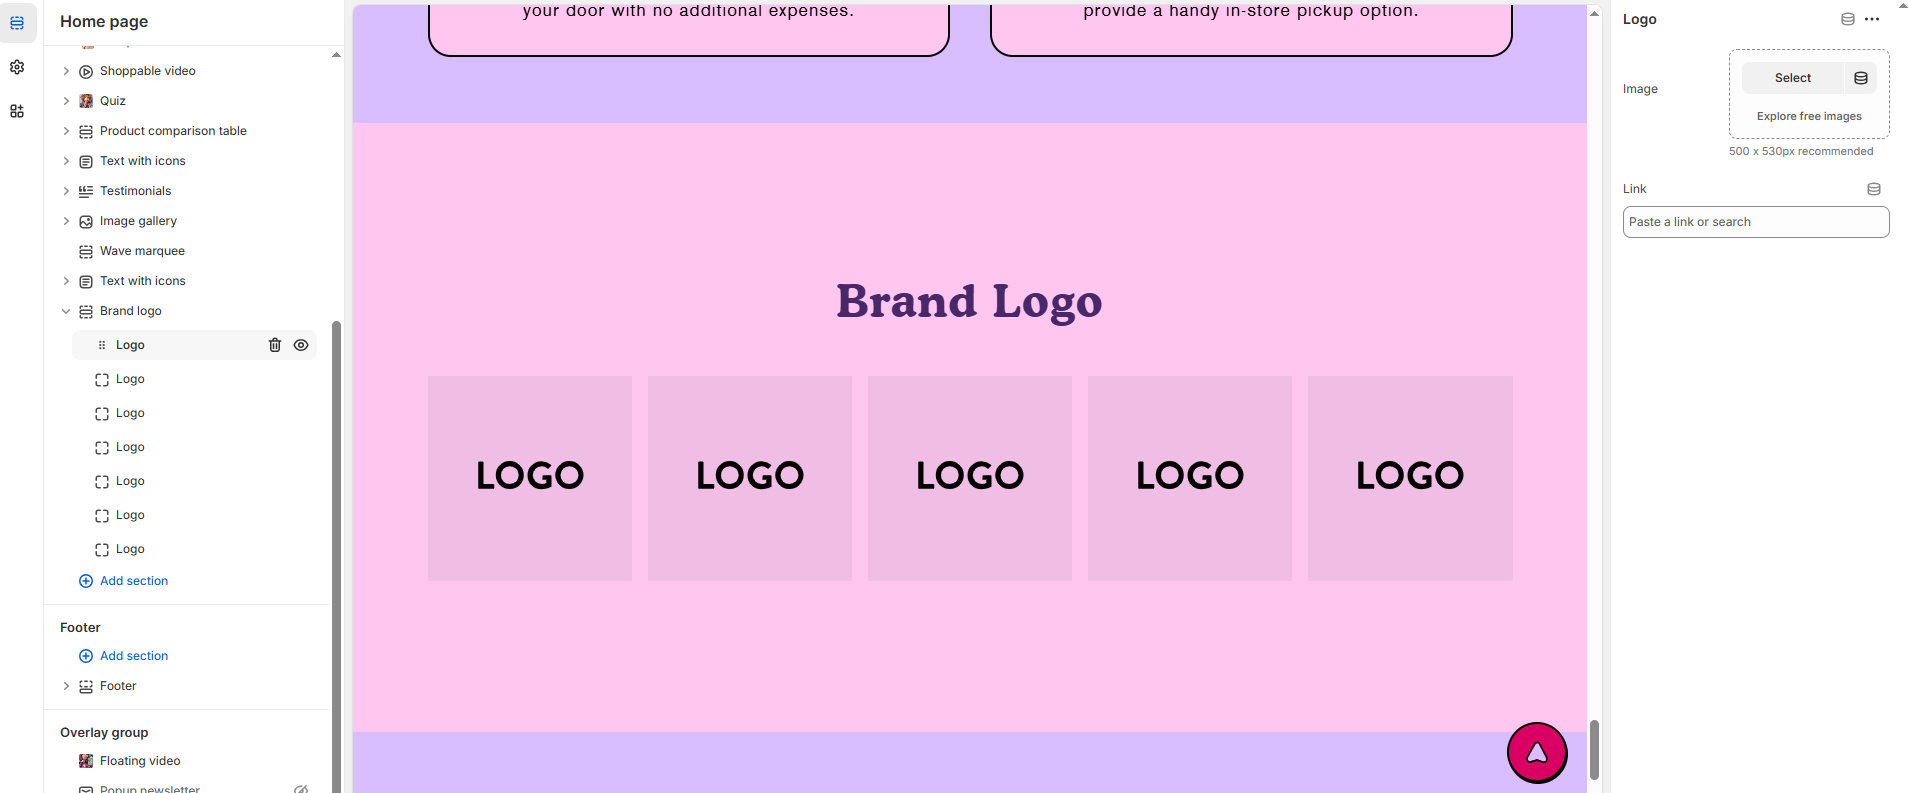 Home page
Shoppable video
Quiz
Product comparison table
Text with icons
Testimonials
Image gallery
Wave marquee
Text with icons
Brand logo
Logo
Logo
Logo
Logo
Logo
Logo
Logo
Add section
Footer
Add section
Footer
Overlay group
Floating video
Popup newsletter
your door with no additional expenses.
provide a handy in-store pickup option.
Brand Logo
LOGO LOGO LOGO LOGO LOGO
Logo
Image
Select
Explore free images
500 x 530px recommended
Link
Paste a link or search